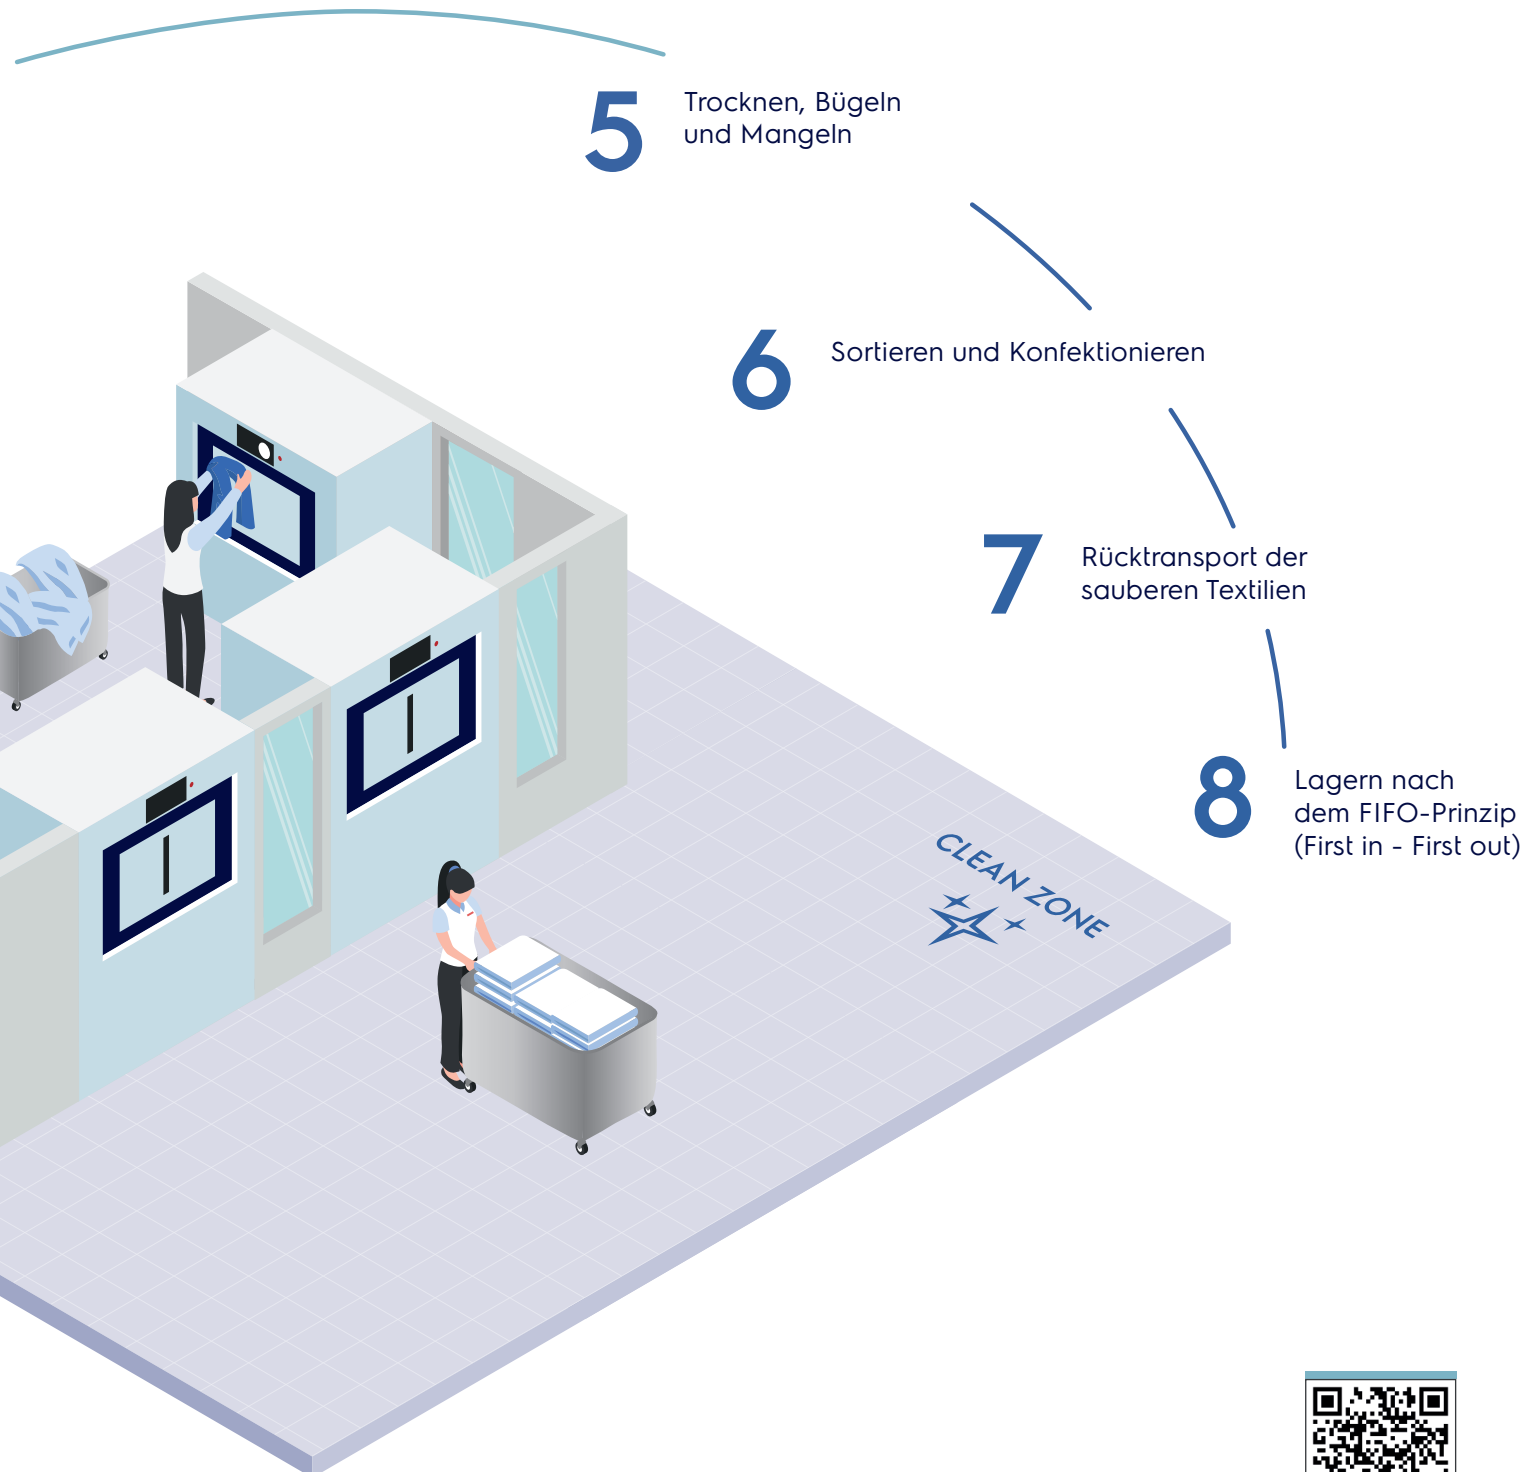 5
Trocknen, Bügeln
und Mangeln
6
Sortieren und Konfektionieren
7
Rücktransport der
sauberen Textilien
8
Lagern nach
dem FIFO-Prinzip
(First in - First out)
CLEAN ZONE